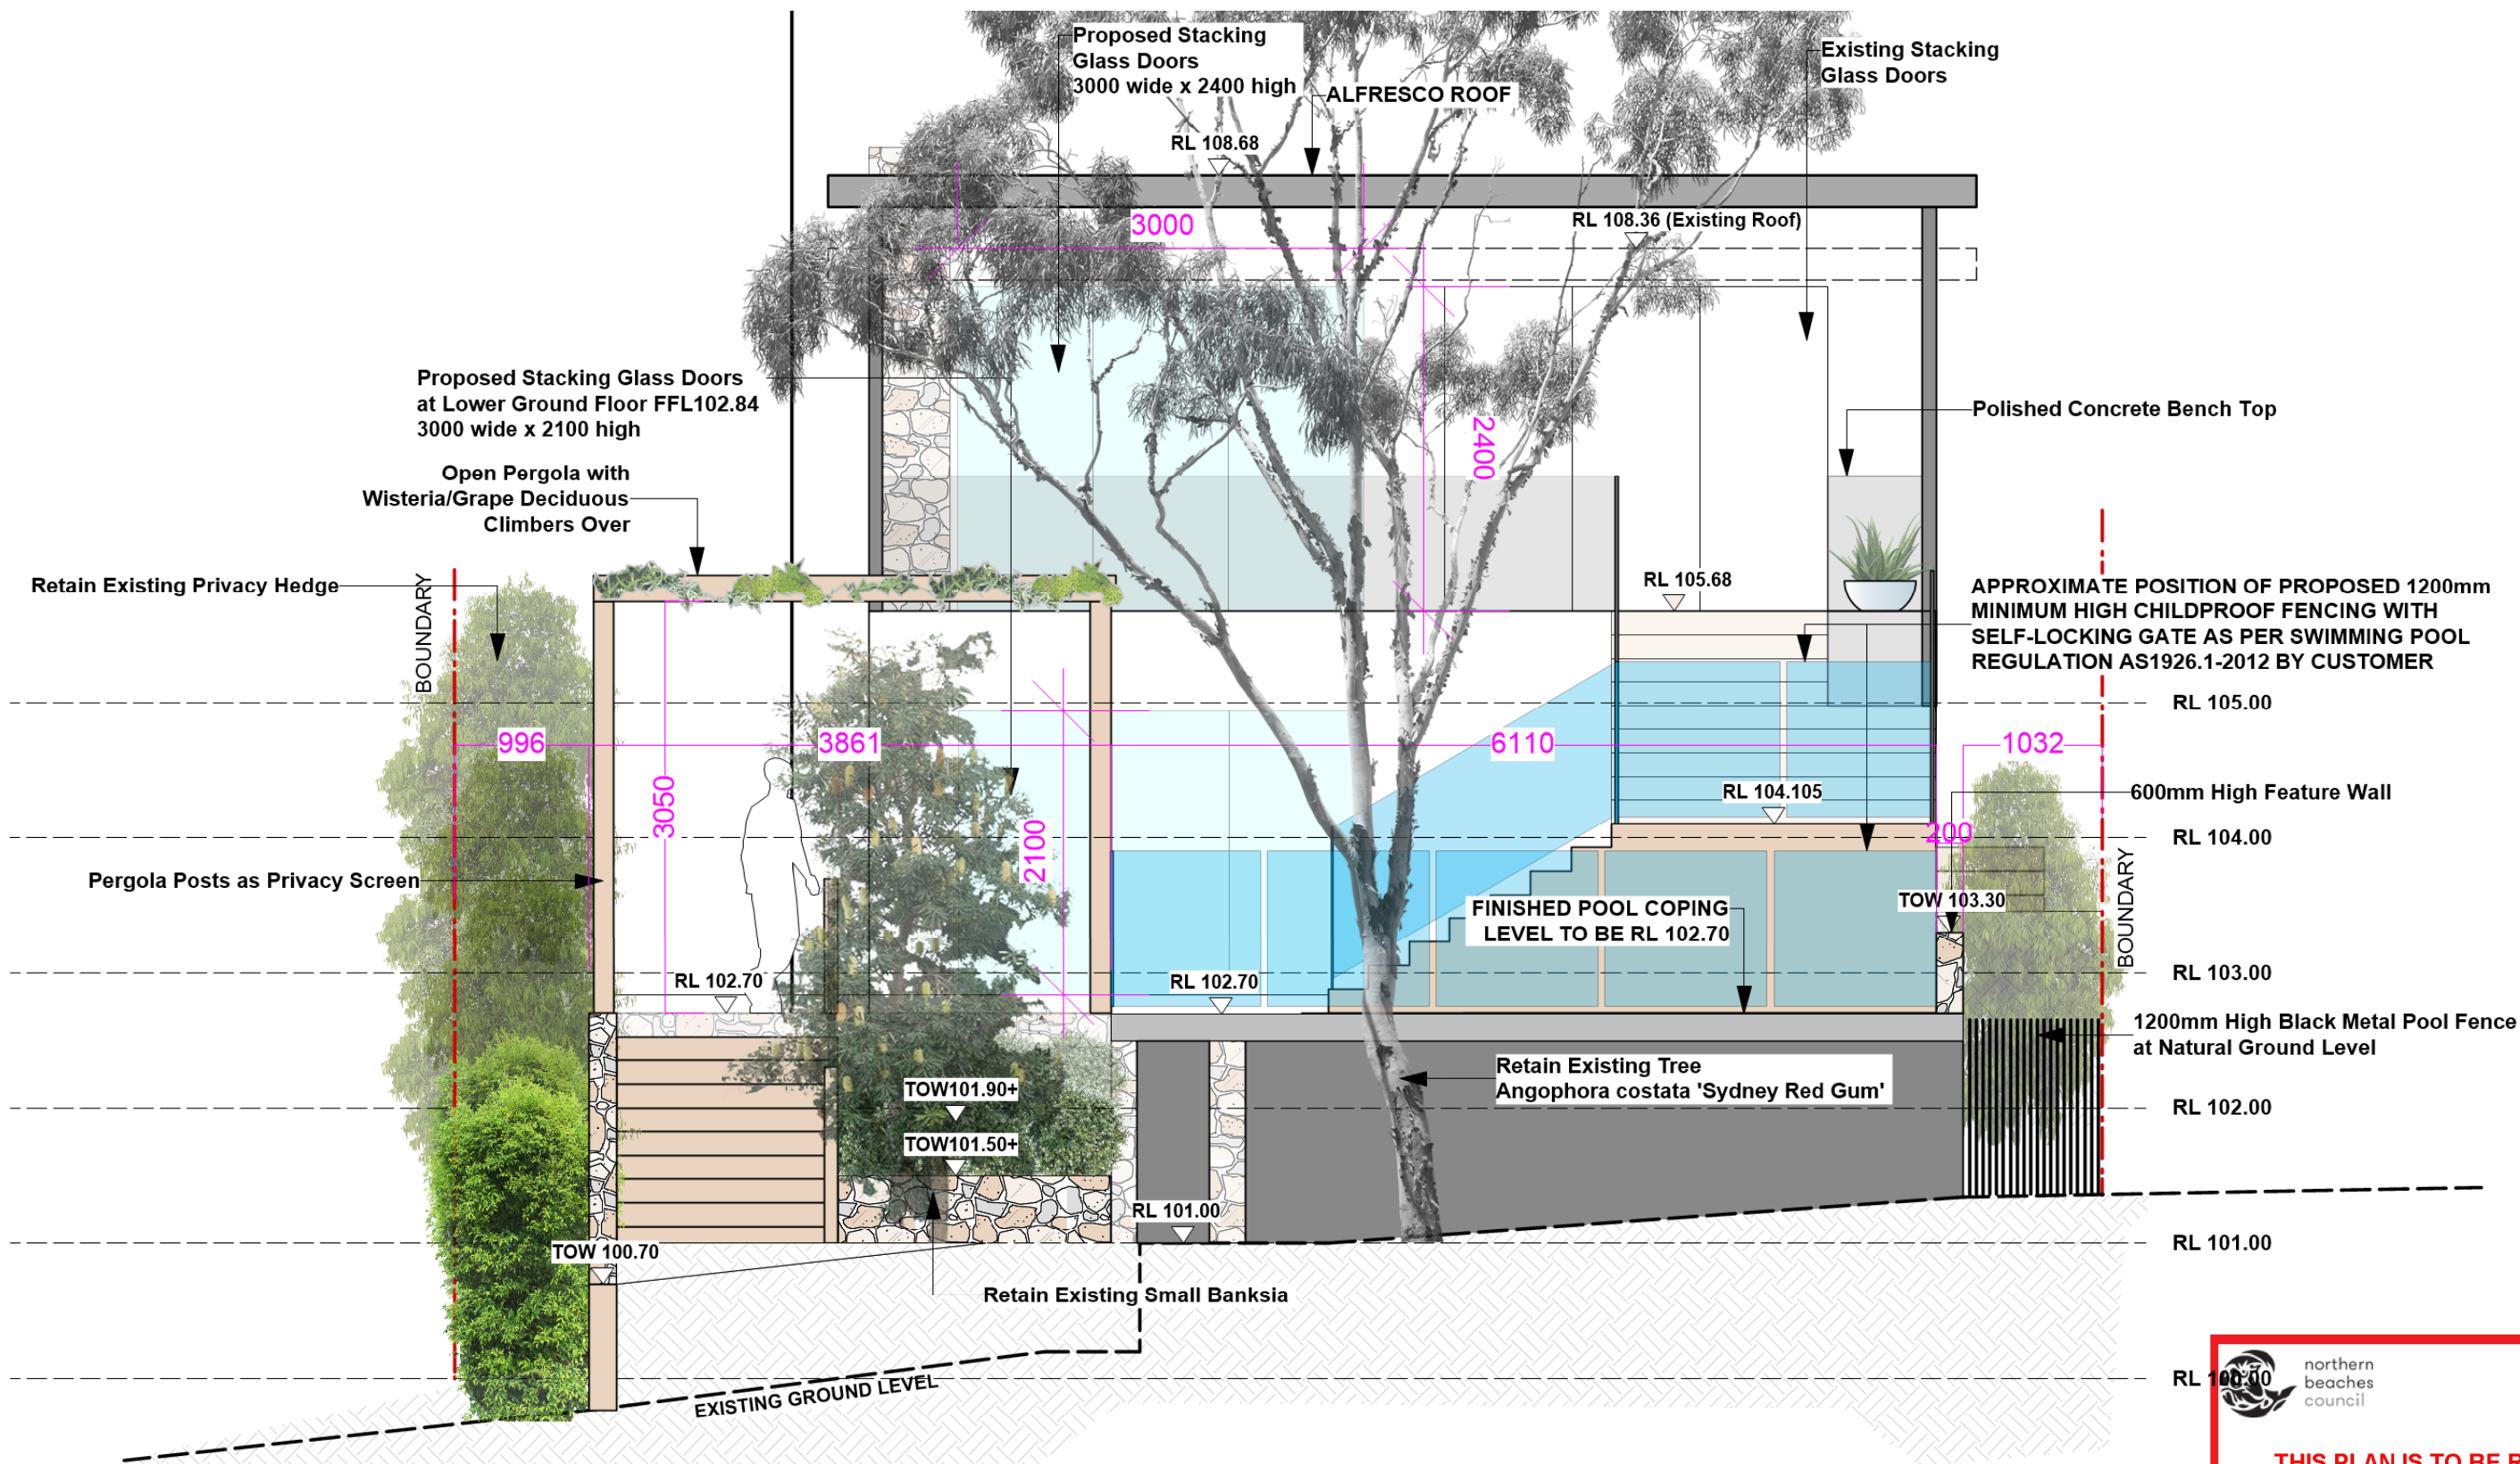 Proposed Stacking
Glass Doors
3000 wide x 2400 high
ALFRESCO ROOF
Existing Stacking
Glass Doors
RL 108.68
3000
RL 108.36 (Existing Roof)
Proposed Stacking Glass Doors
at Lower Ground Floor FFL102.84
3000 wide x 2100 high
2400
Polished Concrete Bench Top
Open Pergola with
Wisteria/Grape Deciduous
Climbers Over
Retain Existing Privacy Hedge
BOUNDARY
RL 105.68
APPROXIMATE POSITION OF PROPOSED 1200mm
MINIMUM HIGH CHILDPROOF FENCING WITH
SELF-LOCKING GATE AS PER SWIMMING POOL
REGULATION AS1926.1-2012 BY CUSTOMER
RL 105.00
996
3861
6110
1032
3050
RL 104.105
600mm High Feature Wall
200
RL 104.00
2100
Pergola Posts as Privacy Screen
TOW 103.30
FINISHED POOL COPING
LEVEL TO BE RL 102.70
BOUNDARY
RL 102.70
RL 102.70
RL 103.00
1200mm High Black Metal Pool Fence
at Natural Ground Level
Retain Existing Tree
Angophora costata 'Sydney Red Gum'
TOW101.90+
RL 102.00
TOW101.50+
RL 101.00
TOW 100.70
RL 101.00
Retain Existing Small Banksia
EXISTING GROUND LEVEL
RL 100.00
northern
beaches
council
THIS PLAN IS TO BE R